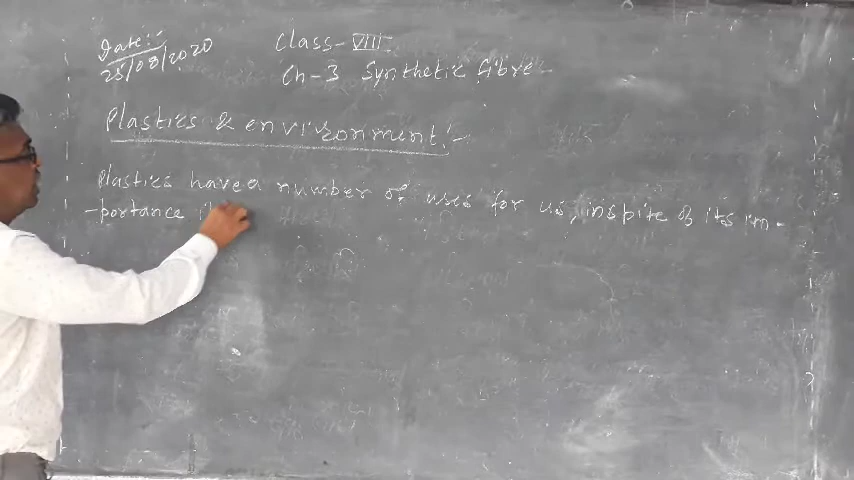 Date:-
25/08/2020
Class-VIII
Ch-3 Synthetic fibre-
Plastics & environment:-
Plastics have a number of uses for us, inspite of its im-
-portance